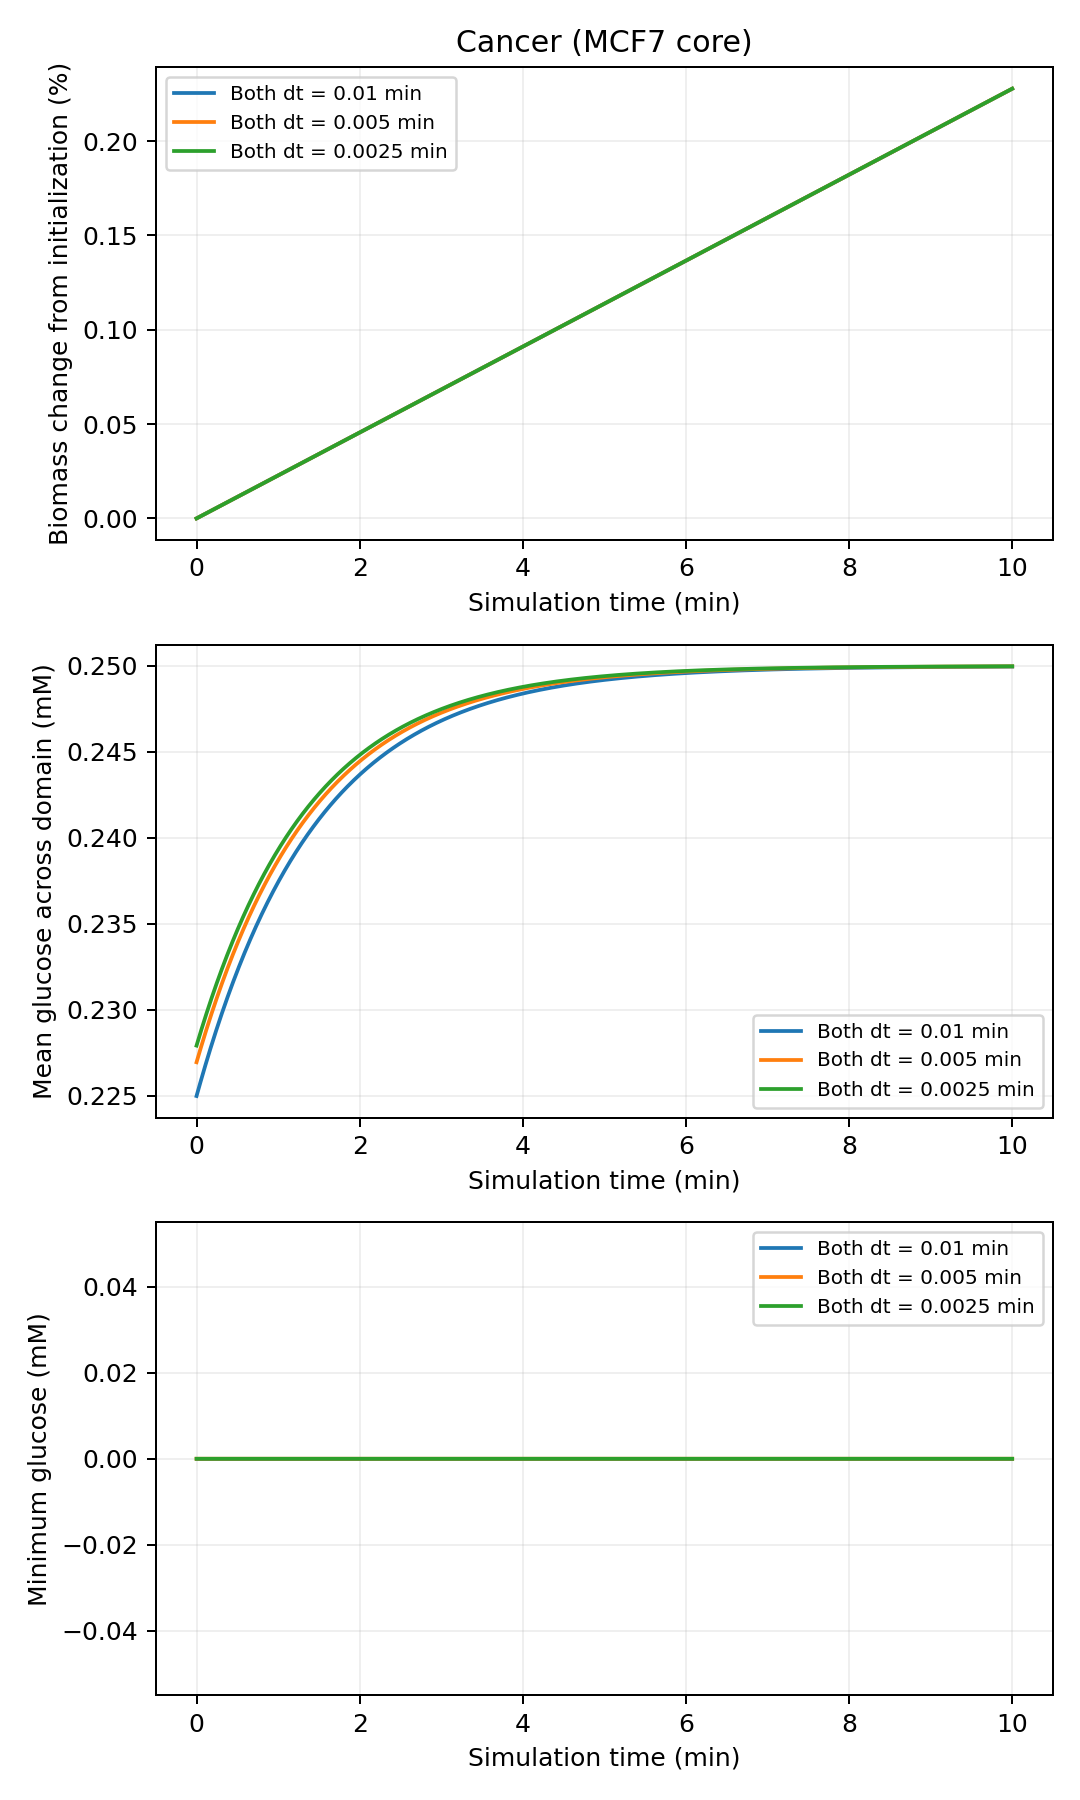 Cancer (MCF7 core)
Biomass change from initialization (%)
0.20
0.15
0.10
0.05
0.00
Both dt = 0.01 min
Both dt = 0.005 min
Both dt = 0.0025 min
0 2 4 6 8 10
Simulation time (min)
Mean glucose across domain (mM)
0.250
0.245
0.240
0.235
0.230
0.225
Both dt = 0.01 min
Both dt = 0.005 min
Both dt = 0.0025 min
0 2 4 6 8 10
Simulation time (min)
Minimum glucose (mM)
0.04
0.02
0.00
−0.02
−0.04
Both dt = 0.01 min
Both dt = 0.005 min
Both dt = 0.0025 min
0 2 4 6 8 10
Simulation time (min)